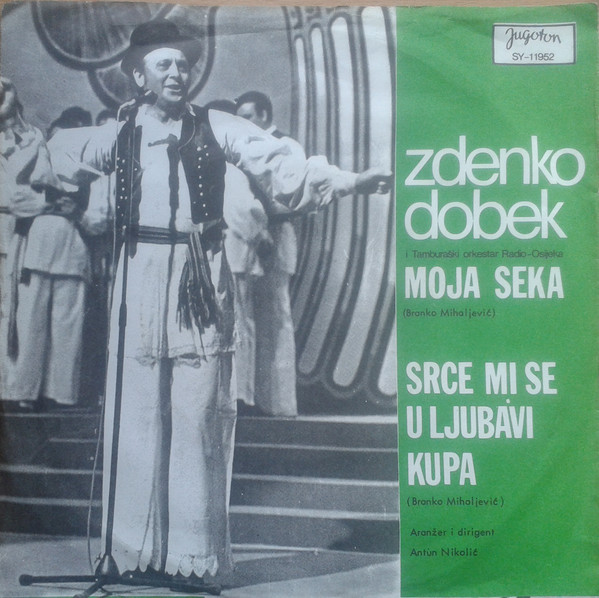 Jugoton
SY-11952
zdenko
dobek
i Tamburaški orkestar Radio-Osijeka
MOJA SEKA
(Branko Mihaljević)
SRCE MI SE
U LJUBAVI
KUPA
(Branko Mihaljević)
Aranžer i dirigent
Antun Nikolić